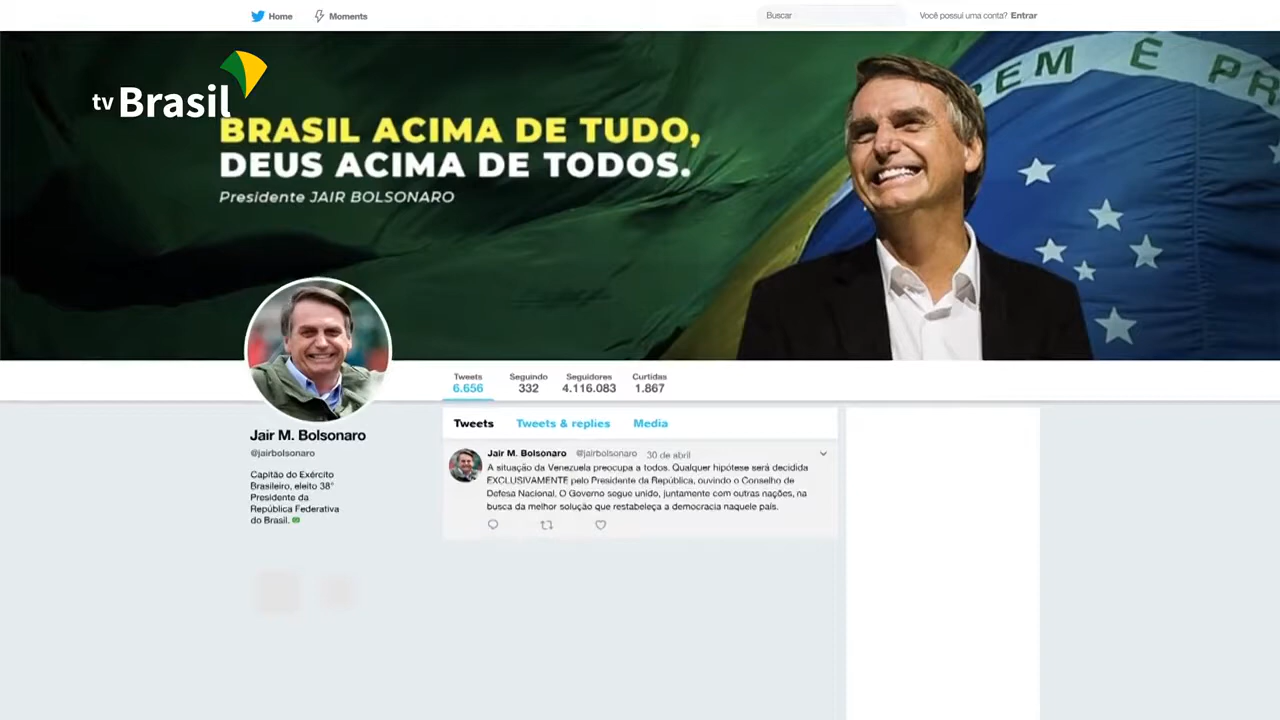 Home
Moments
Buscar
Você possui uma conta? Entrar
tv Brasil
EM É PR
BRASIL ACIMA DE TUDO,
DEUS ACIMA DE TODOS.
Presidente JAIR BOLSONARO
Tweets Seguindo Seguidores Curtidas
6.656 332 4.116.083 1.867
Jair M. Bolsonaro
@jairbolsonaro
Capitão do Exército
Brasileiro, eleito 38°
Presidente da
República Federativa
do Brasil.
Tweets Tweets & replies Media
Jair M. Bolsonaro @jairbolsonaro 30 de abril
A situação da Venezuela preocupa a todos. Qualquer hipótese será decidida
EXCLUSIVAMENTE pelo Presidente da República, ouvindo o Conselho de
Defesa Nacional. O Governo segue unido, juntamente com outras nações, na
busca da melhor solução que restabeleça a democracia naquele país.